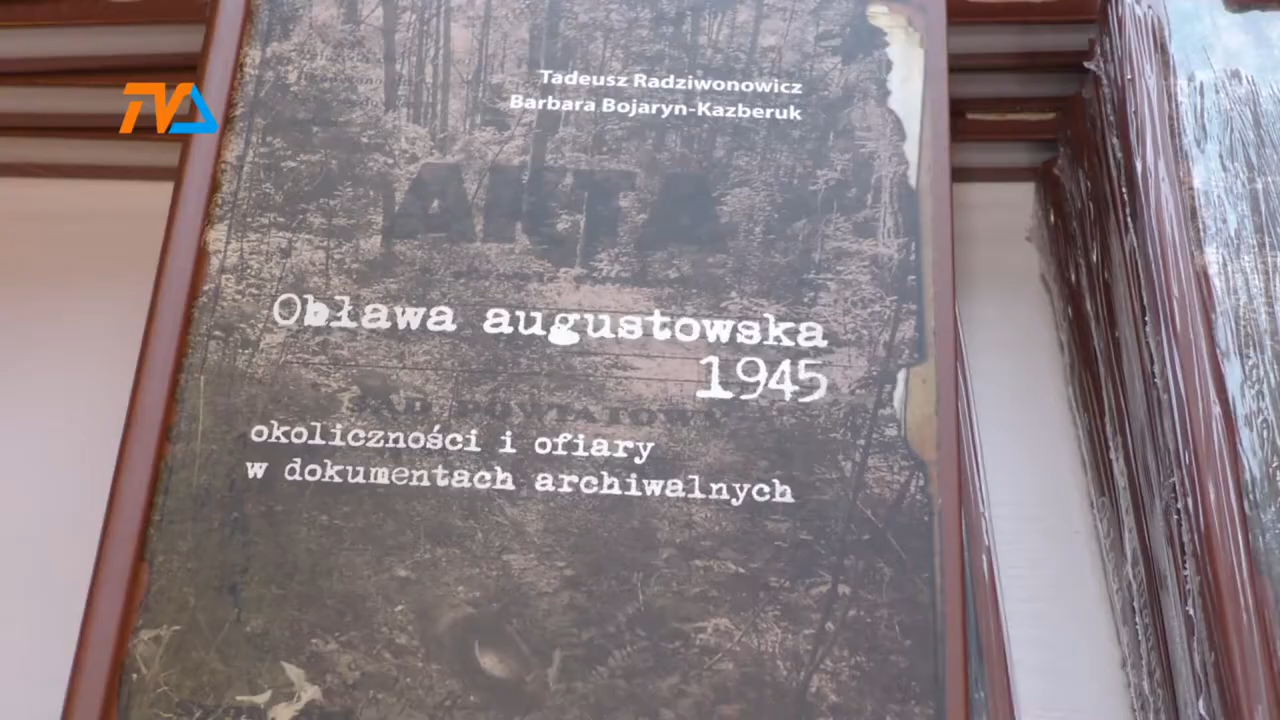 TVA
Tadeusz Radziwonowicz
Barbara Bojaryn-Kazberuk
AKTA
Obława augustowska
1945
okoliczności i ofiary
w dokumentach archiwalnych